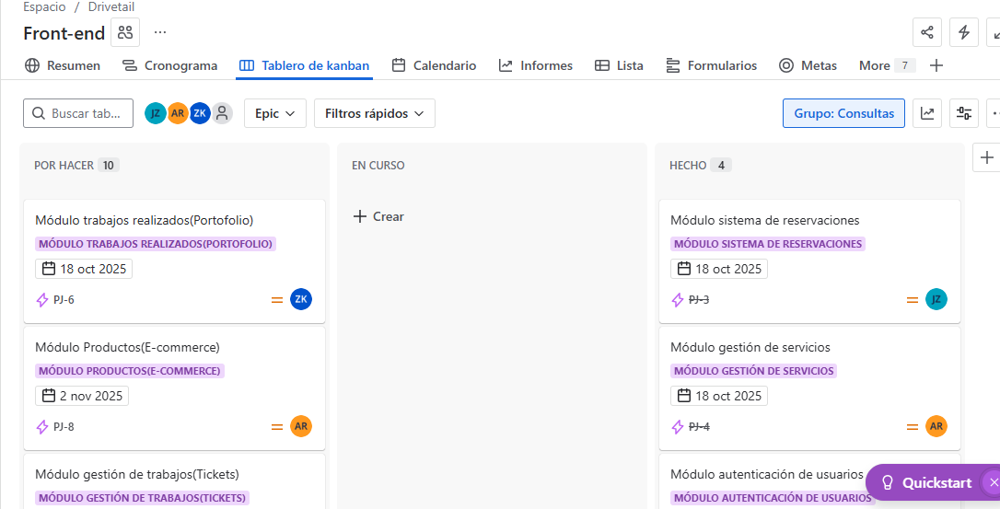 Espacio / Drivetail
Front-end
Resumen Cronograma Tablero de kanban Calendario Informes Lista Formularios Metas More 7
Buscar tab... JZ AR ZK Epic Filtros rápidos Grupo: Consultas
POR HACER 10
Módulo trabajos realizados(Portofolio)
MÓDULO TRABAJOS REALIZADOS(PORTOFOLIO)
18 oct 2025
PJ-6 ZK
Módulo Productos(E-commerce)
MÓDULO PRODUCTOS(E-COMMERCE)
2 nov 2025
PJ-8 AR
Módulo gestión de trabajos(Tickets)
MÓDULO GESTIÓN DE TRABAJOS(TICKETS)
EN CURSO
Crear
HECHO 4
Módulo sistema de reservaciones
MÓDULO SISTEMA DE RESERVACIONES
18 oct 2025
PJ-3 JZ
Módulo gestión de servicios
MÓDULO GESTIÓN DE SERVICIOS
18 oct 2025
PJ-4 AR
Módulo autenticación de usuarios
MÓDULO AUTENTICACIÓN DE USUARIOS
Quickstart